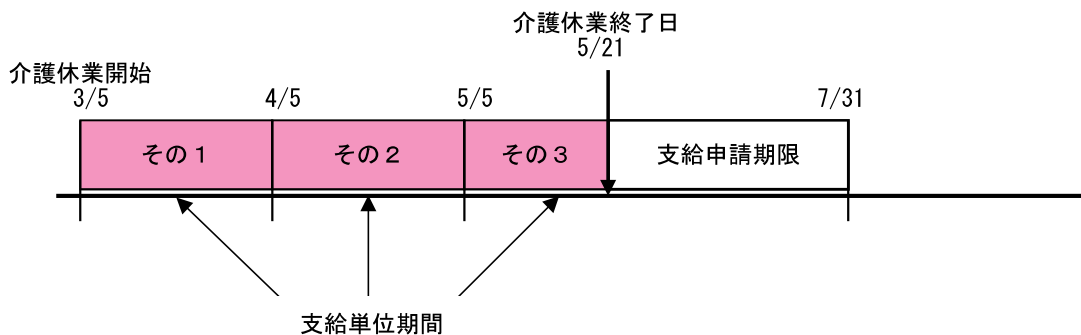 介護休業終了日
5/21
介護休業開始
3/5
4/5
5/5
7/31
その1
その2
その3
支給申請期限
支給単位期間